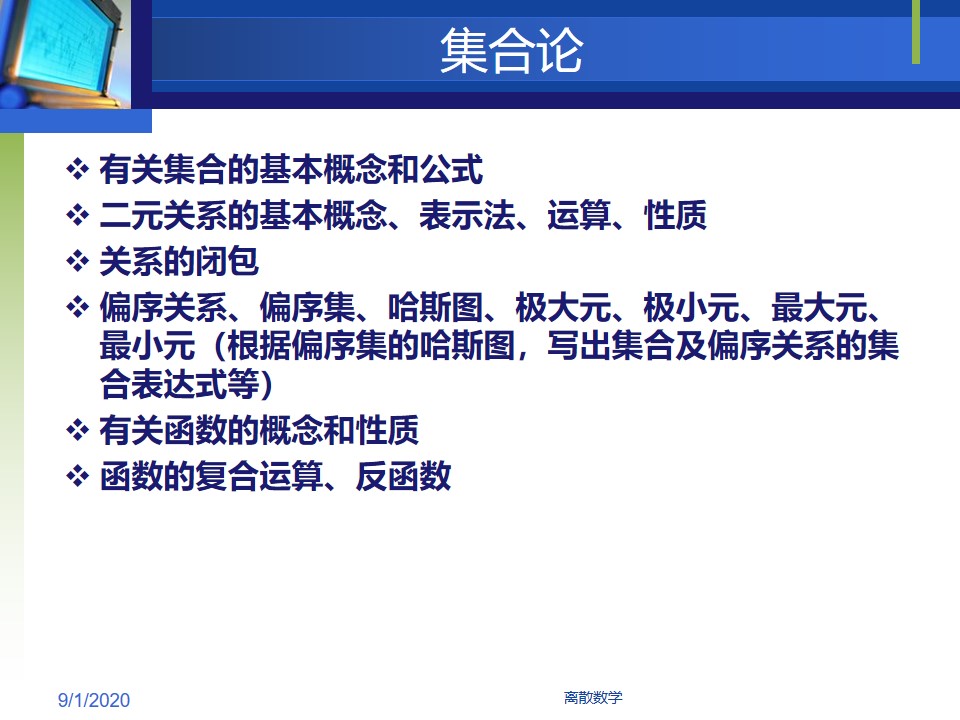 集合论
❖ 有关集合的基本概念和公式
❖ 二元关系的基本概念、表示法、运算、性质
❖ 关系的闭包
❖ 偏序关系、偏序集、哈斯图、极大元、极小元、最大元、
最小元（根据偏序集的哈斯图，写出集合及偏序关系的集
合表达式等）
❖ 有关函数的概念和性质
❖ 函数的复合运算、反函数
9/1/2020
离散数学